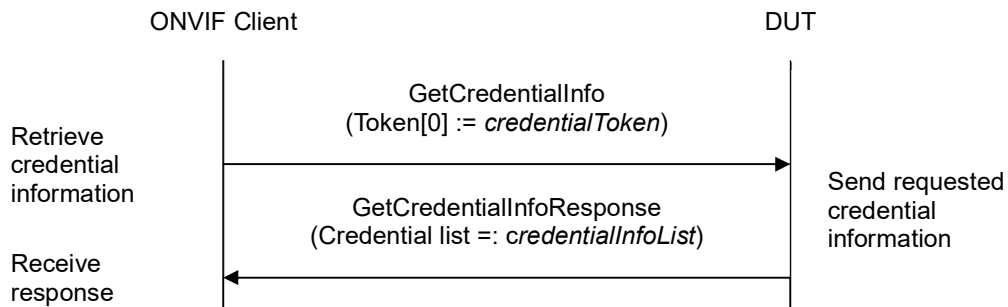 ONVIF Client
DUT
GetCredentialInfo
(Token[0] := credentialToken)
Retrieve
credential
information
Send requested
credential
information
GetCredentialInfoResponse
(Credential list =: credentialInfoList)
Receive
response